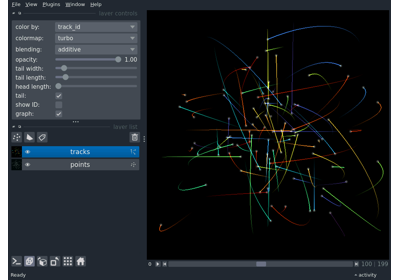 File View Plugins Window Help
layer controls
color by: track_id
colormap: turbo
blending: additive
opacity: 1.00
tail width:
tail length:
head length:
tail:
show ID:
graph:
layer list
tracks
points
100 199
Ready
activity